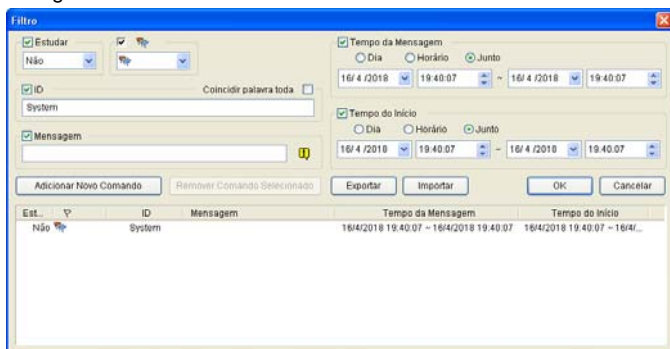 Filtro
Estudar
Não
ID
Coincidir palavra toda
System
Mensagem
Tempo da Mensagem
Dia Horário Junto
16/ 4 /2018 19:40:07 ~ 16/ 4 /2018 19:40:07
Tempo do Início
Dia Horário Junto
16/ 4 /2018 19:40:07 ~ 16/ 4 /2018 19:40:07
Adicionar Novo Comando Remover Comando Selecionado Exportar Importar OK Cancelar
Est... ID Mensagem Tempo da Mensagem Tempo do Início
Não System 16/4/2018 19:40:07 ~ 16/4/2018 19:40:07 16/4/2018 19:40:07 ~ 16/4/...